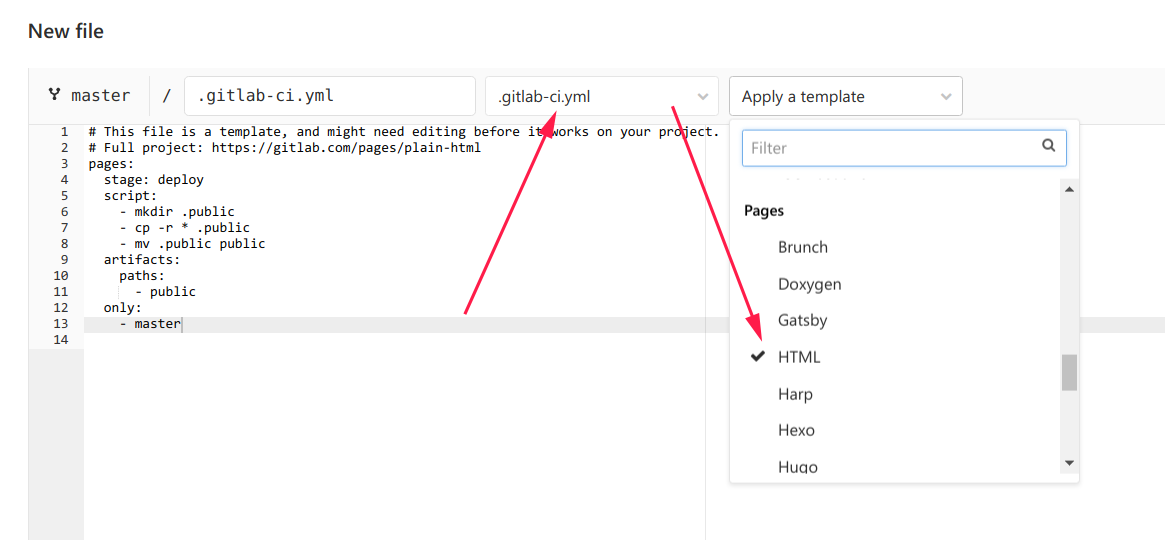 New file
master / .gitlab-ci.yml .gitlab-ci.yml Apply a template
1 # This file is a template, and might need editing before it works on your project.
2 # Full project: https://gitlab.com/pages/plain-html
3 pages:
4 stage: deploy
5 script:
6 - mkdir .public
7 - cp -r * .public
8 - mv .public public
9 artifacts:
10 paths:
11 - public
12 only:
13 - master
14
Filter
Pages
Brunch
Doxygen
Gatsby
HTML
Harp
Hexo
Hugo